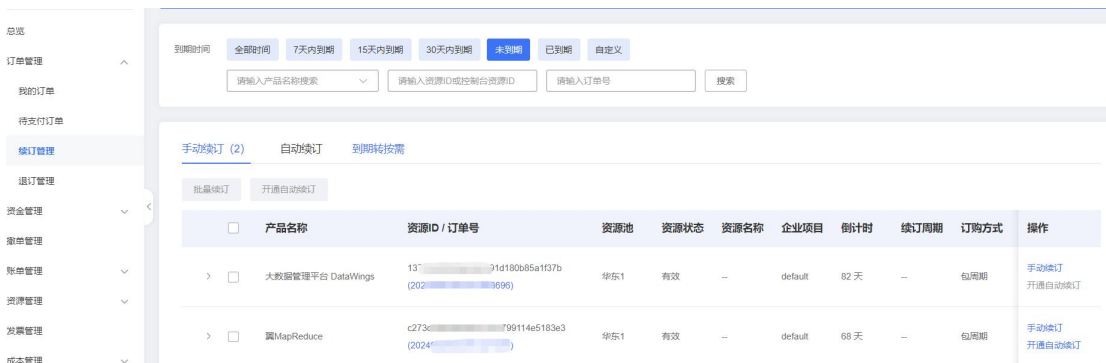 总览
订单管理
我的订单
待支付订单
续订管理
退订管理
资金管理
撤单管理
账单管理
资源管理
发票管理
成本管理
到期时间 全部时间 7天内到期 15天内到期 30天内到期 未到期 已到期 自定义
请输入产品名称搜索 请输入资源ID或控制台资源ID 请输入订单号 搜索
手动续订 (2) 自动续订 到期转按需
批量续订 开通自动续订
产品名称 资源ID / 订单号 资源池 资源状态 资源名称 企业项目 倒计时 续订周期 订购方式 操作
大数据管理平台 DataWings 91d180b85a1f37b 华东1 有效 -- default 82 天 -- 包周期 手动续订
(202 3696) 开通自动续订
翼MapReduce c273 799114e5183e3 华东1 有效 -- default 68 天 -- 包周期 手动续订
(2024 ) 开通自动续订